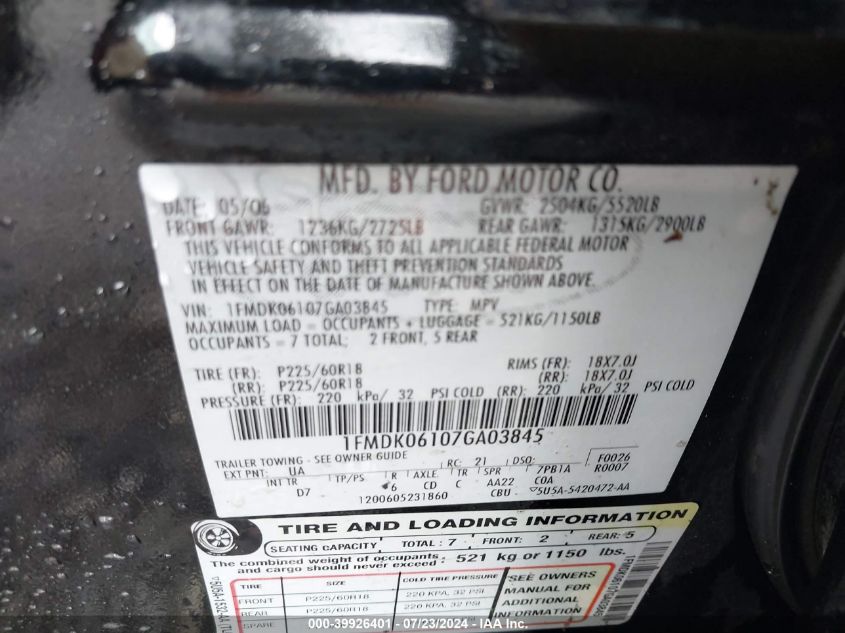 MFD. BY FORD MOTOR CO.
DATE: 05/06 GVWR: 2504KG/5520LB
FRONT GAWR: 1236KG/2725LB REAR GAWR: 1315KG/2900LB
THIS VEHICLE CONFORMS TO ALL APPLICABLE FEDERAL MOTOR
VEHICLE SAFETY AND THEFT PREVENTION STANDARDS
IN EFFECT ON THE DATE OF MANUFACTURE SHOWN ABOVE.
VIN: 1FMDK06107GA03845 TYPE: MPV
MAXIMUM LOAD = OCCUPANTS + LUGGAGE = 521KG/1150LB
OCCUPANTS = 7 TOTAL; 2 FRONT, 5 REAR
TIRE (FR): P225/60R18 RIMS (FR): 18X7.0J
(RR): P225/60R18 (RR): 18X7.0J
PRESSURE (FR): 220 kPa/ 32 PSI COLD (RR): 220 kPa/ 32 PSI COLD
1FMDK06107GA03845
TRAILER TOWING - SEE OWNER GUIDE RC: 21 DSO: F0026
EXT PNT: UA R0007
INT TR TP/PS R AXLE TR SPR 7PB1A
D7 6 CD C AA22 C0A
1200605231860 CBU 5U5A-5420472-AA
TIRE AND LOADING INFORMATION
SEATING CAPACITY TOTAL: 7 FRONT: 2 REAR: 5
The combined weight of occupants and cargo should never exceed: 521 kg or 1150 lbs.
TIRE SIZE COLD TIRE PRESSURE SEE OWNERS
FRONT P225/60R18 220 KPA, 32 PSI MANUAL FOR
REAR P225/60R18 220 KPA, 32 PSI ADDITIONAL
SPARE INFORMATION
000-39926401 - 07/23/2024 - IAA Inc.